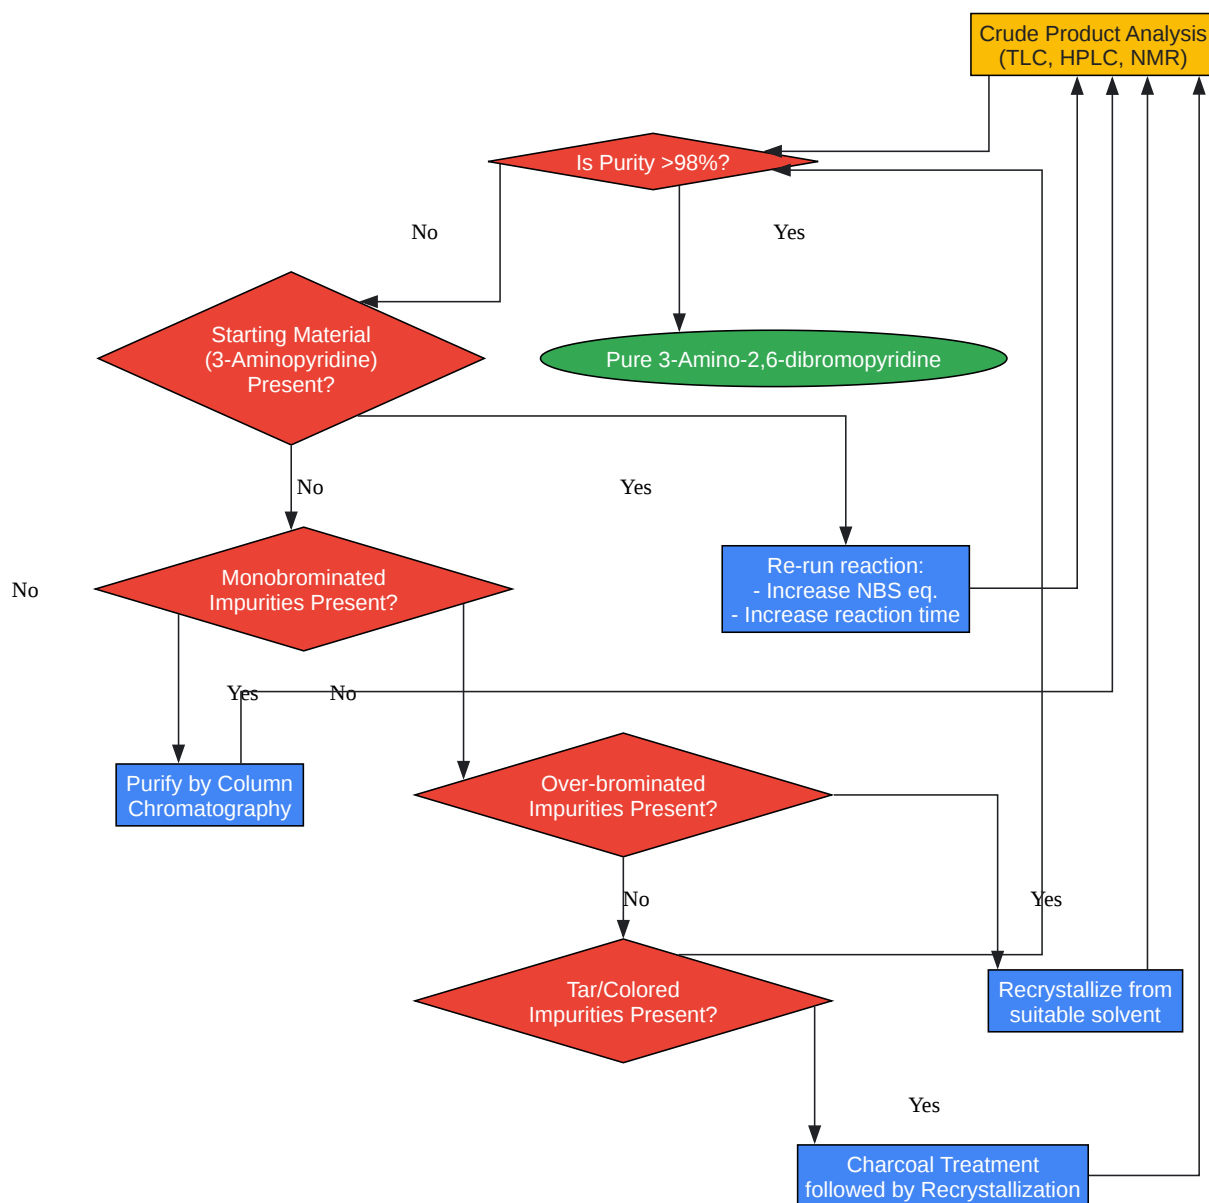 Crude Product Analysis
(TLC, HPLC, NMR)
Is Purity >98%?
No
Yes
Starting Material
(3-Aminopyridine)
Present?
Pure 3-Amino-2,6-dibromopyridine
No
Yes
Monobrominated
Impurities Present?
No
Re-run reaction:
- Increase NBS eq.
- Increase reaction time
Yes
No
Purify by Column
Chromatography
Over-brominated
Impurities Present?
No
Yes
Tar/Colored
Impurities Present?
Recrystallize from
suitable solvent
Yes
Charcoal Treatment
followed by Recrystallization